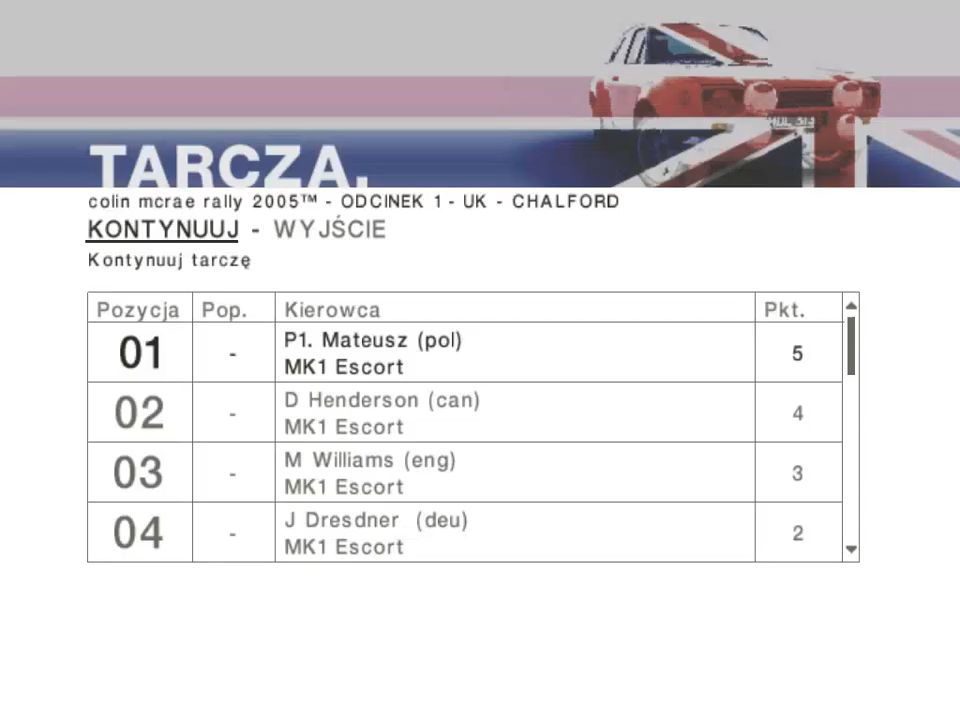 TARCZA.
colin mcrae rally 2005™ - ODCINEK 1 - UK - CHALFORD
KONTYNUUJ - WYJŚCIE
Kontynuuj tarczę
Pozycja Pop. Kierowca Pkt.
01 - P1. Mateusz (pol) 5
MK1 Escort
02 - D Henderson (can) 4
MK1 Escort
03 - M Williams (eng) 3
MK1 Escort
04 - J Dresdner (deu) 2
MK1 Escort